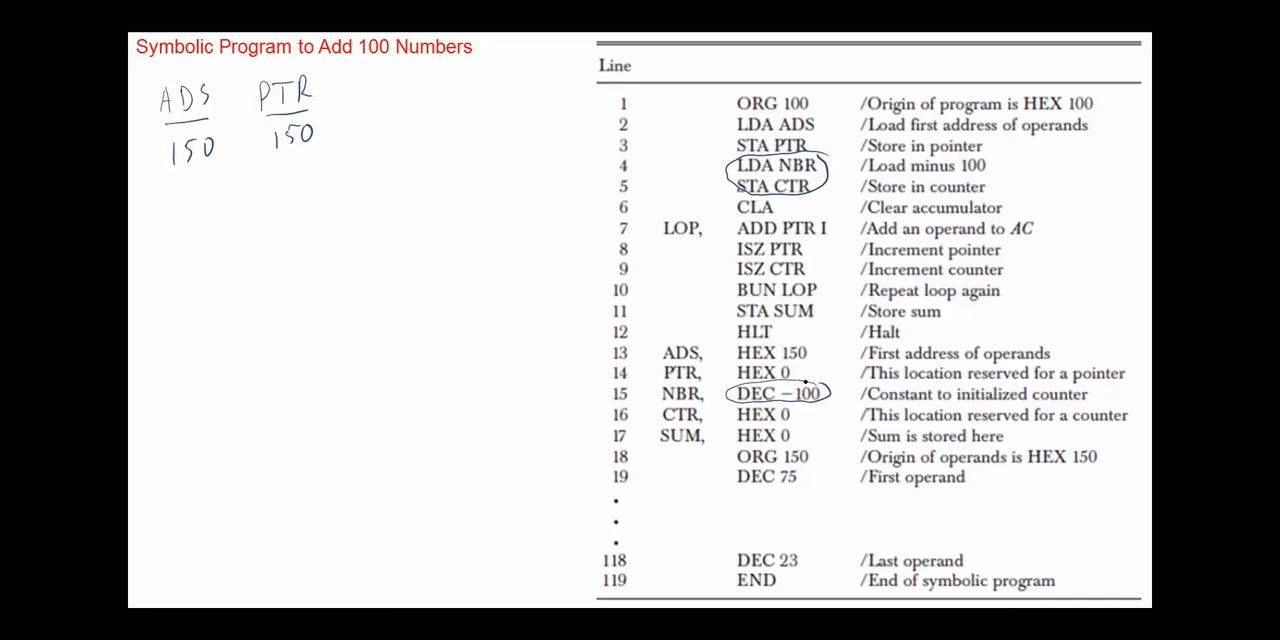 Symbolic Program to Add 100 Numbers
ADS PTR
150 150
Line
1 ORG 100 /Origin of program is HEX 100
2 LDA ADS /Load first address of operands
3 STA PTR /Store in pointer
4 LDA NBR /Load minus 100
5 STA CTR /Store in counter
6 CLA /Clear accumulator
7 LOP, ADD PTR I /Add an operand to AC
8 ISZ PTR /Increment pointer
9 ISZ CTR /Increment counter
10 BUN LOP /Repeat loop again
11 STA SUM /Store sum
12 HLT /Halt
13 ADS, HEX 150 /First address of operands
14 PTR, HEX 0 /This location reserved for a pointer
15 NBR, DEC −100 /Constant to initialized counter
16 CTR, HEX 0 /This location reserved for a counter
17 SUM, HEX 0 /Sum is stored here
18 ORG 150 /Origin of operands is HEX 150
19 DEC 75 /First operand
.
.
.
118 DEC 23 /Last operand
119 END /End of symbolic program